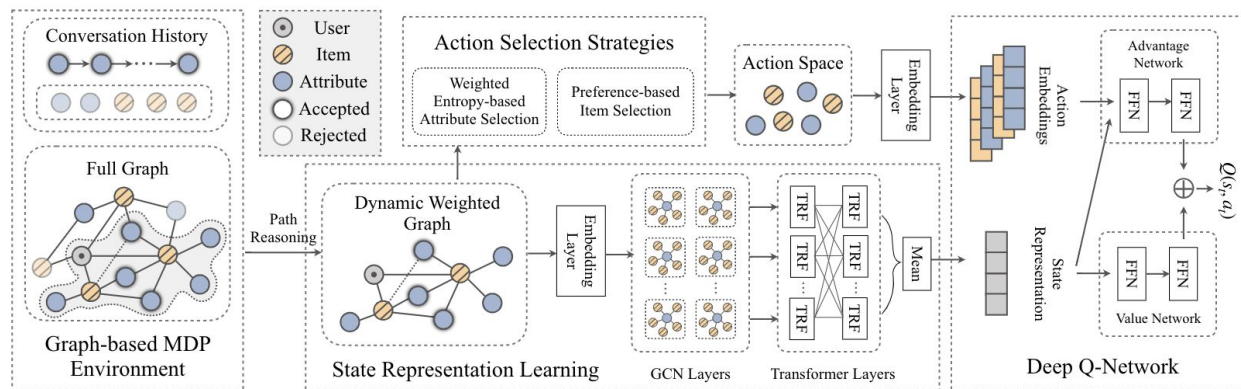 Conversation History
Full Graph
Graph-based MDP
Environment
User
Item
Attribute
Accepted
Rejected
Path
Reasoning
Action Selection Strategies
Weighted
Entropy-based
Attribute Selection
Preference-based
Item Selection
Action Space
Embedding
Layer
Dynamic Weighted
Graph
Embedding
Layer
GCN Layers
TRF
TRF
TRF
TRF
TRF
TRF
Transformer Layers
Mean
State Representation Learning
Action
Embeddings
State
Representation
Advantage
Network
FFN
FFN
Q(s_t, a_t)
FFN
FFN
Value Network
Deep Q-Network